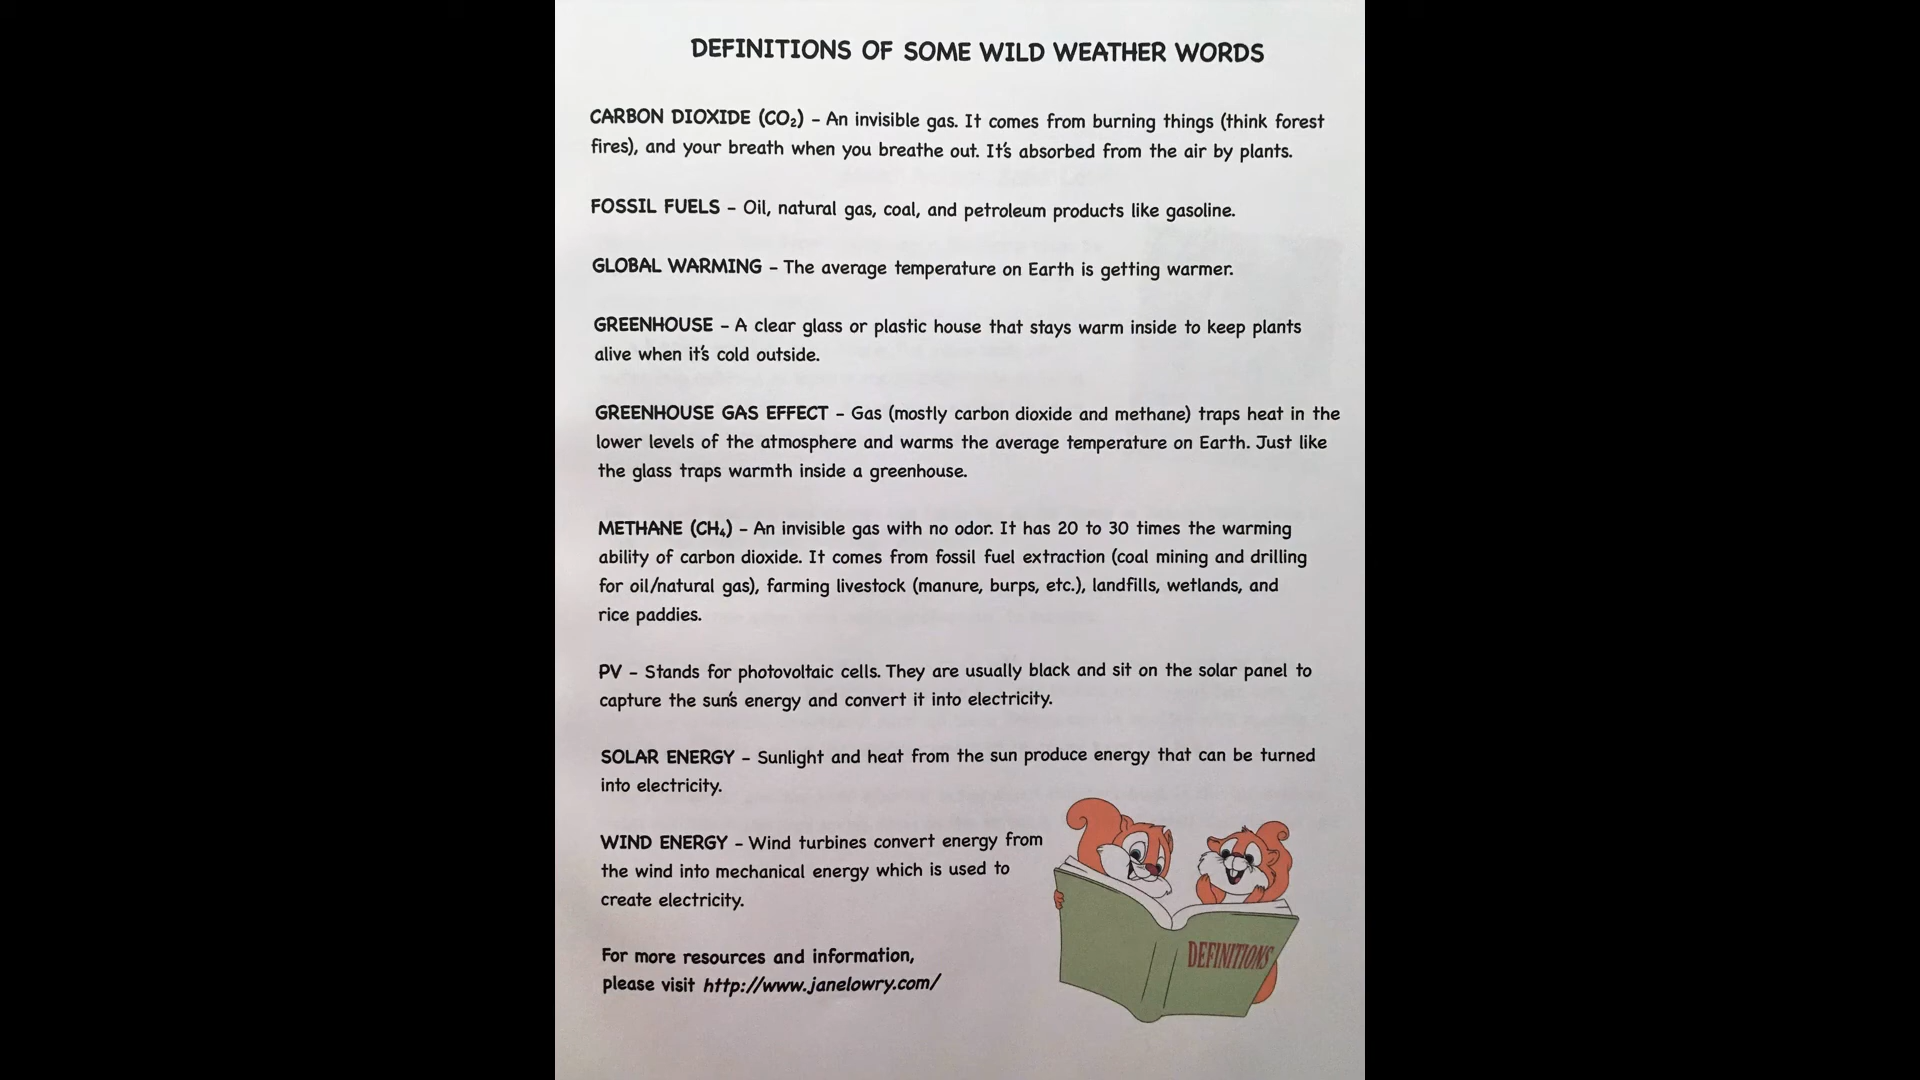 DEFINITIONS OF SOME WILD WEATHER WORDS
CARBON DIOXIDE (CO₂) – An invisible gas. It comes from burning things (think forest
fires), and your breath when you breathe out. It's absorbed from the air by plants.
FOSSIL FUELS – Oil, natural gas, coal, and petroleum products like gasoline.
GLOBAL WARMING – The average temperature on Earth is getting warmer.
GREENHOUSE – A clear glass or plastic house that stays warm inside to keep plants
alive when it's cold outside.
GREENHOUSE GAS EFFECT – Gas (mostly carbon dioxide and methane) traps heat in the
lower levels of the atmosphere and warms the average temperature on Earth. Just like
the glass traps warmth inside a greenhouse.
METHANE (CH₄) – An invisible gas with no odor. It has 20 to 30 times the warming
ability of carbon dioxide. It comes from fossil fuel extraction (coal mining and drilling
for oil/natural gas), farming livestock (manure, burps, etc.), landfills, wetlands, and
rice paddies.
PV – Stands for photovoltaic cells. They are usually black and sit on the solar panel to
capture the sun's energy and convert it into electricity.
SOLAR ENERGY – Sunlight and heat from the sun produce energy that can be turned
into electricity.
WIND ENERGY – Wind turbines convert energy from
the wind into mechanical energy which is used to
create electricity.
For more resources and information,
please visit http://www.janelowry.com/
DEFINITIONS